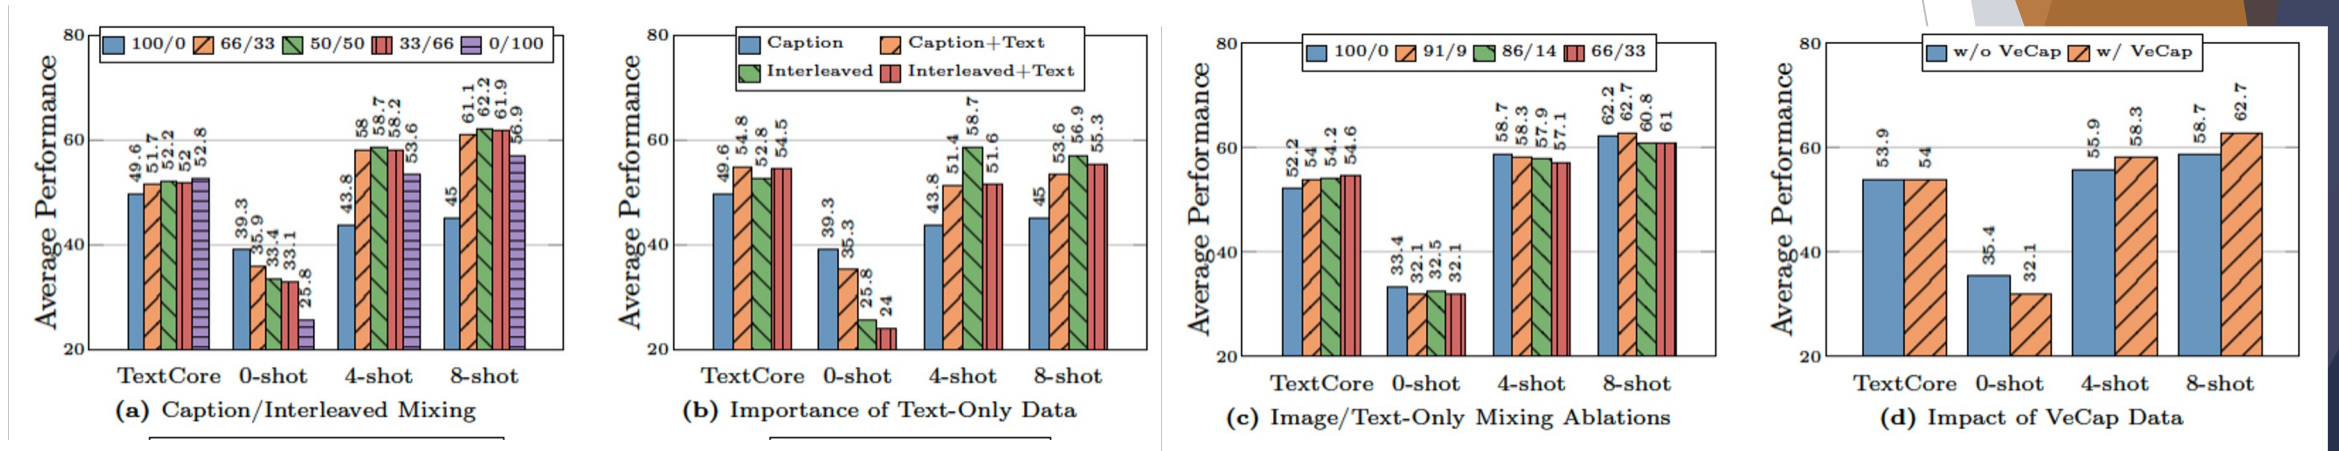 100/0 66/33 50/50 33/66 0/100
Average Performance
80
60
40
20
49.6 51.7 52.2 52 52.8
39.3 35.9 33.4 33.1 25.8
43.8 58 58.7 58.2 53.6
45 61.1 62.2 61.9 56.9
TextCore 0-shot 4-shot 8-shot
(a) Caption/Interleaved Mixing
Caption Caption+Text
Interleaved Interleaved+Text
Average Performance
80
60
40
20
49.6 54.8 52.8 54.5
39.3 35.3 25.8 24
43.8 51.4 58.7 51.6
45 53.6 56.9 55.3
TextCore 0-shot 4-shot 8-shot
(b) Importance of Text-Only Data
100/0 91/9 86/14 66/33
Average Performance
80
60
40
20
52.2 54 54.2 54.6
33.4 32.1 32.5 32.1
58.7 58.3 57.9 57.1
62.2 62.7 60.8 61
TextCore 0-shot 4-shot 8-shot
(c) Image/Text-Only Mixing Ablations
w/o VeCap w/ VeCap
Average Performance
80
60
40
20
53.9 54
35.4 32.1
55.9 58.3
58.7 62.7
TextCore 0-shot 4-shot 8-shot
(d) Impact of VeCap Data